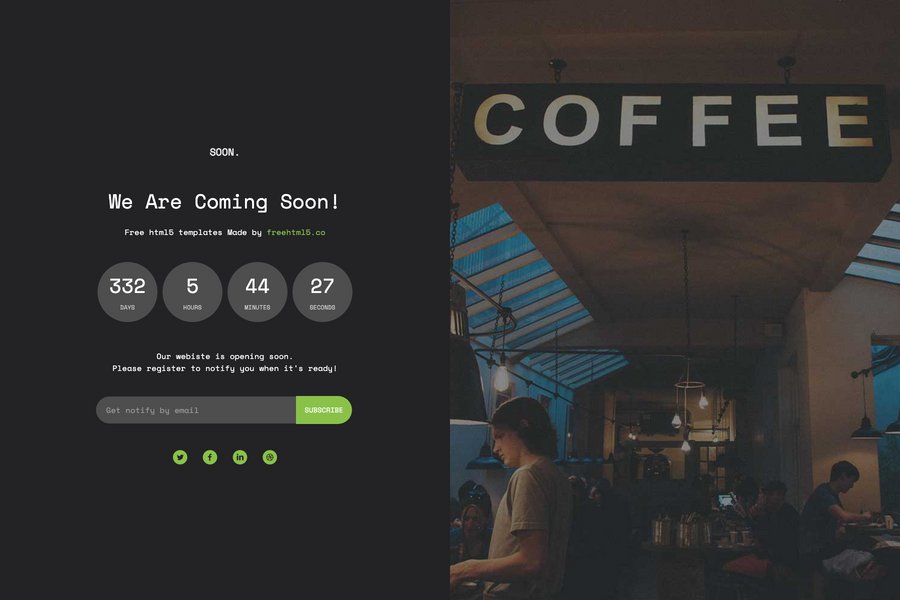 SOON.
We Are Coming Soon!
Free html5 templates Made by freehtml5.co
332 5 44 27
DAYS HOURS MINUTES SECONDS
Our webiste is opening soon.
Please register to notify you when it's ready!
Get notify by email SUBSCRIBE
COFFEE